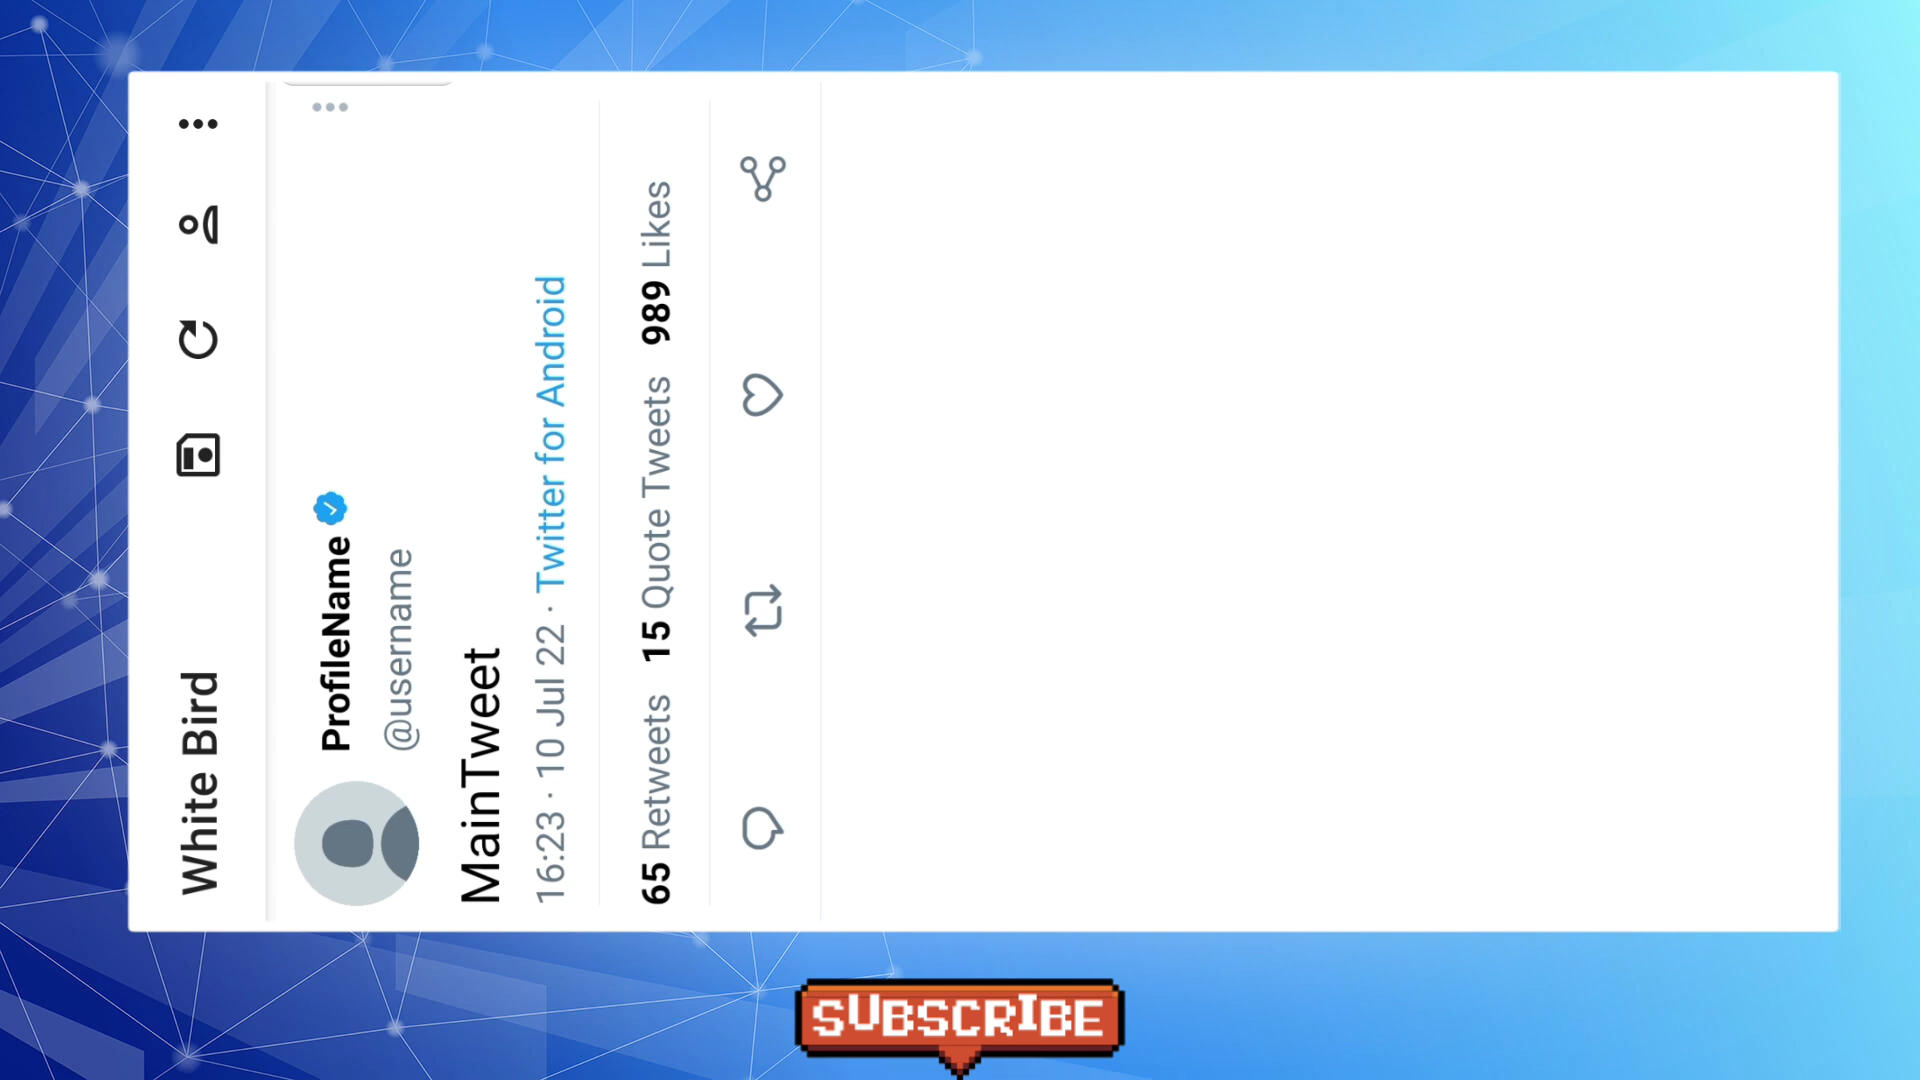 White Bird
ProfileName
@username
MainTweet
16:23 · 10 Jul 22 · Twitter for Android
65 Retweets 15 Quote Tweets 989 Likes
SUBSCRIBE